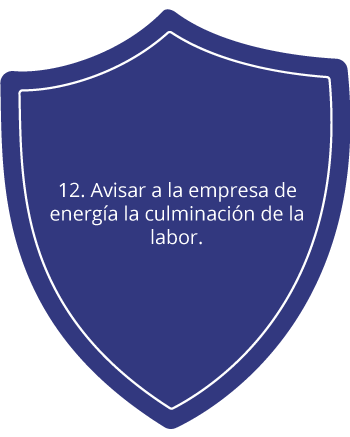 12. Avisar a la empresa de
energía la culminación de la
labor.